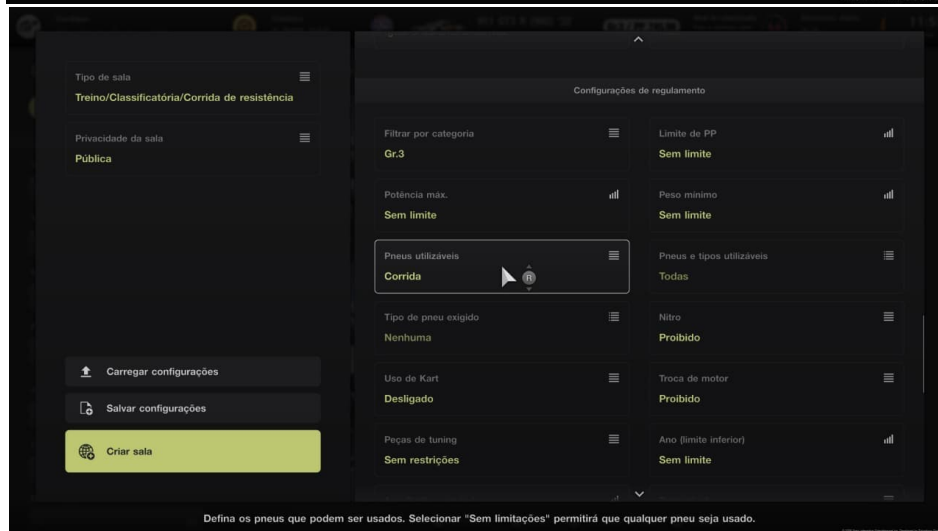 Tipo de sala
Treino/Classificatória/Corrida de resistência
Privacidade da sala
Pública
Carregar configurações
Salvar configurações
Criar sala
Configurações de regulamento
Filtrar por categoria
Gr.3
Limite de PP
Sem limite
Potência máx.
Sem limite
Peso mínimo
Sem limite
Pneus utilizáveis
Corrida
R
Pneus e tipos utilizáveis
Todas
Tipo de pneu exigido
Nenhuma
Nitro
Proibido
Uso de Kart
Desligado
Troca de motor
Proibido
Peças de tuning
Sem restrições
Ano (limite inferior)
Sem limite
Defina os pneus que podem ser usados. Selecionar "Sem limitações" permitirá que qualquer pneu seja usado.